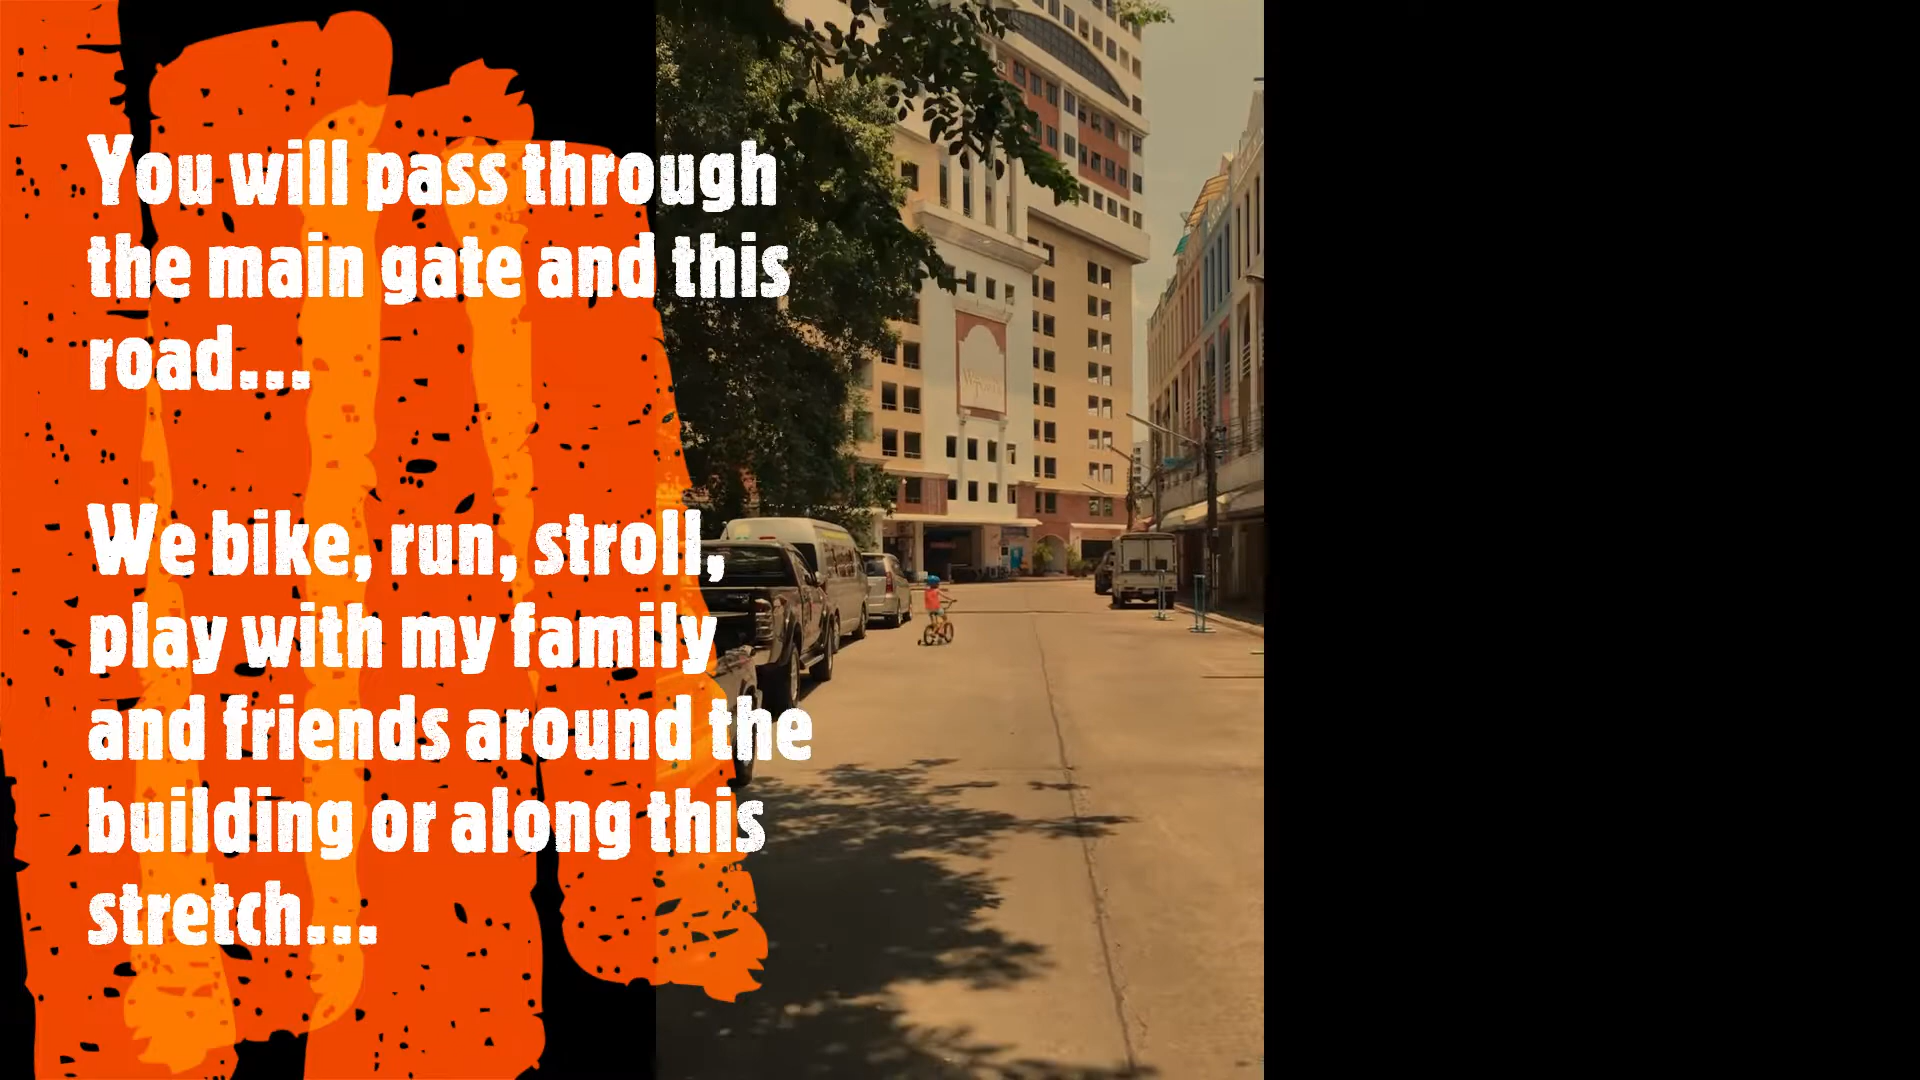 You will pass through
the main gate and this
road...
We bike, run, stroll,
play with my family
and friends around the
building or along this
stretch...